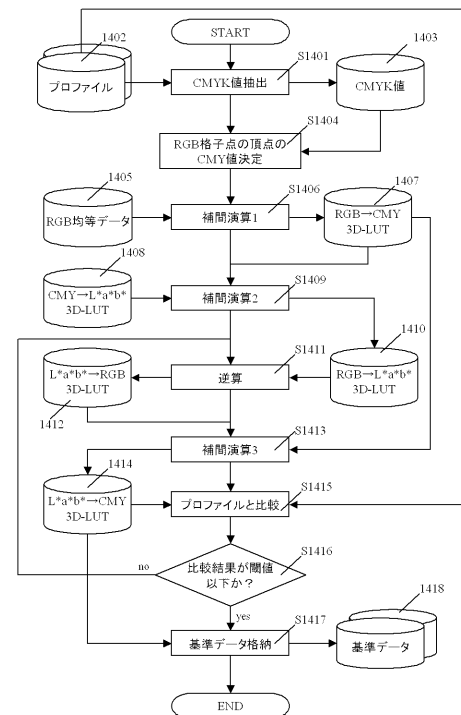 START
1402
プロファイル
S1401
CMYK値抽出
1403
CMYK値
S1404
RGB格子点の頂点の
CMY値決定
1405
RGB均等データ
S1406
補間演算1
1407
RGB→CMY
3D-LUT
1408
CMY→L*a*b*
3D-LUT
S1409
補間演算2
1410
RGB→L*a*b*
3D-LUT
S1411
逆算
L*a*b*→RGB
3D-LUT
1412
S1413
補間演算3
1414
L*a*b*→CMY
3D-LUT
S1415
プロファイルと比較
S1416
比較結果が閾値
以下か？
no
yes
S1417
基準データ格納
1418
基準データ
END